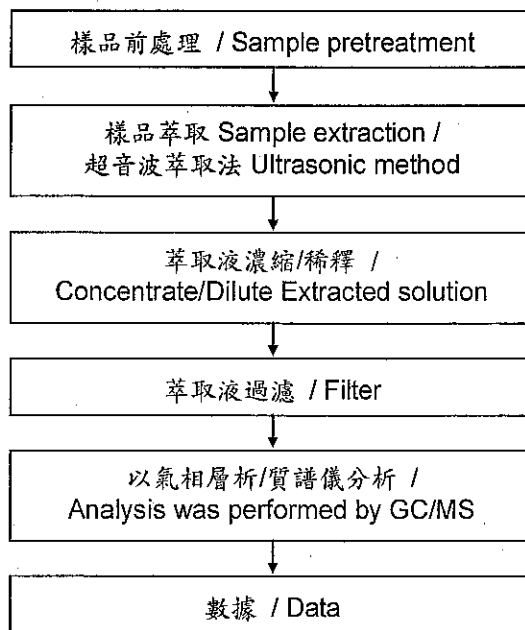 樣品前處理 / Sample pretreatment
樣品萃取 Sample extraction /
超音波萃取法 Ultrasonic method
萃取液濃縮/稀釋 /
Concentrate/Dilute Extracted solution
萃取液過濾 / Filter
以氣相層析/質譜儀分析 /
Analysis was performed by GC/MS
數據 / Data